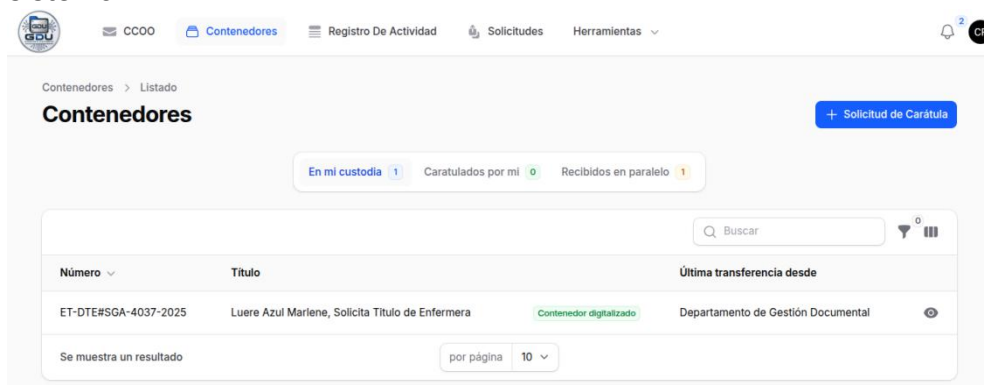 GDU
CCOO
Contenedores
Registro De Actividad
Solicitudes
Herramientas
2
Contenedores > Listado
Contenedores
+ Solicitud de Carátula
En mi custodia 1
Caratulados por mi 0
Recibidos en paralelo 1
Buscar
0
Número
Título
Última transferencia desde
ET-DTE#SGA-4037-2025
Luere Azul Marlene, Solicita Titulo de Enfermera
Contenedor digitalizado
Departamento de Gestión Documental
Se muestra un resultado
por página 10